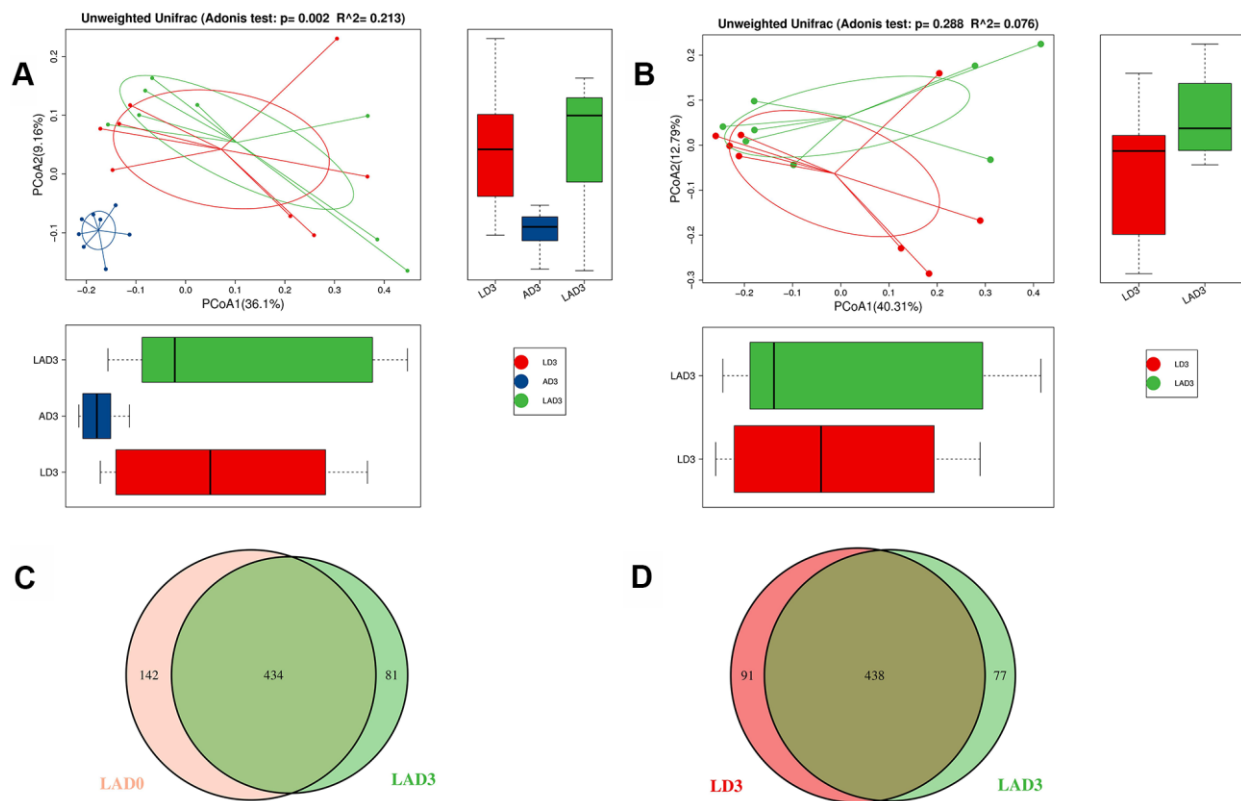 Unweighted Unifrac (Adonis test: p= 0.002 R^2= 0.213)
A
PCoA2(9.16%)
0.2
0.1
0.0
−0.1
−0.2
−0.1
0.0
0.1
0.2
0.3
0.4
PCoA1(36.1%)
LD3
AD3
LAD3
LAD3
AD3
LD3
LD3
AD3
LAD3
Unweighted Unifrac (Adonis test: p= 0.288 R^2= 0.076)
B
PCoA2(12.79%)
0.2
0.1
0.0
−0.1
−0.2
−0.3
−0.2
−0.1
0.0
0.1
0.2
0.3
0.4
PCoA1(40.31%)
LD3
LAD3
LAD3
LD3
LD3
LAD3
C
142
434
81
LAD0
LAD3
D
91
438
77
LD3
LAD3